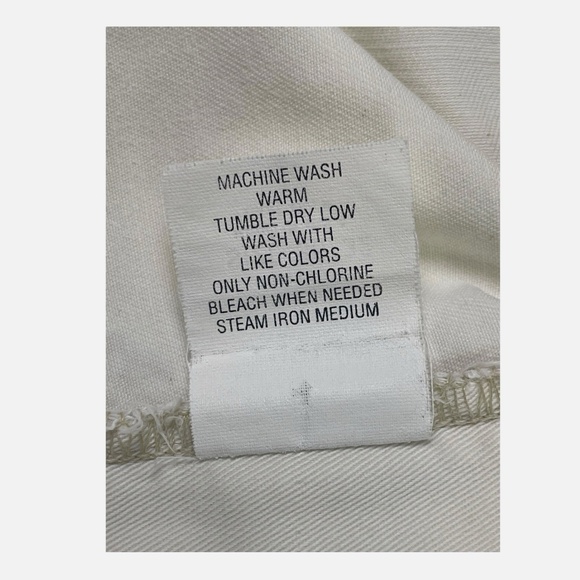 MACHINE WASH
WARM
TUMBLE DRY LOW
WASH WITH
LIKE COLORS
ONLY NON-CHLORINE
BLEACH WHEN NEEDED
STEAM IRON MEDIUM